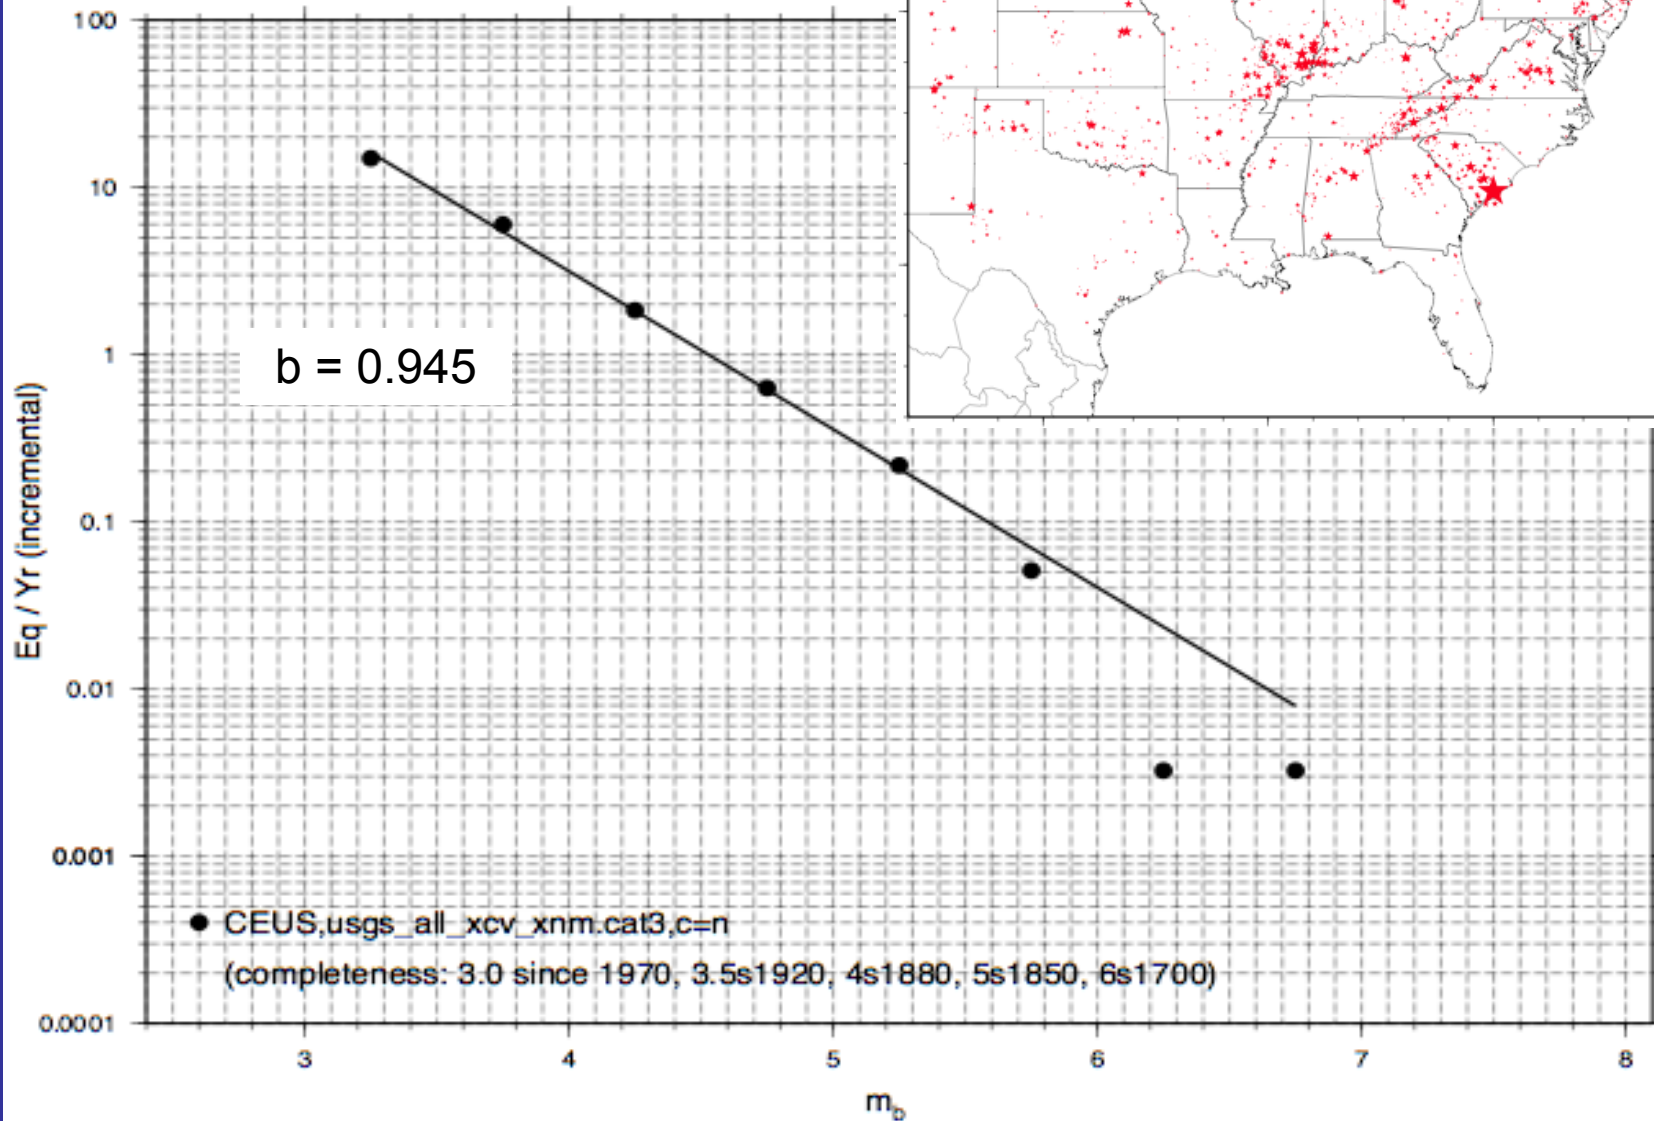 100
10
1
0.1
0.01
0.001
0.0001
Eq / Yr (incremental)
b = 0.945
CEUS,usgs_all_xcv_xnm.cat3,c=n
(completeness: 3.0 since 1970, 3.5s1920, 4s1880, 5s1850, 6s1700)
3 4 5 6 7 8
m_b